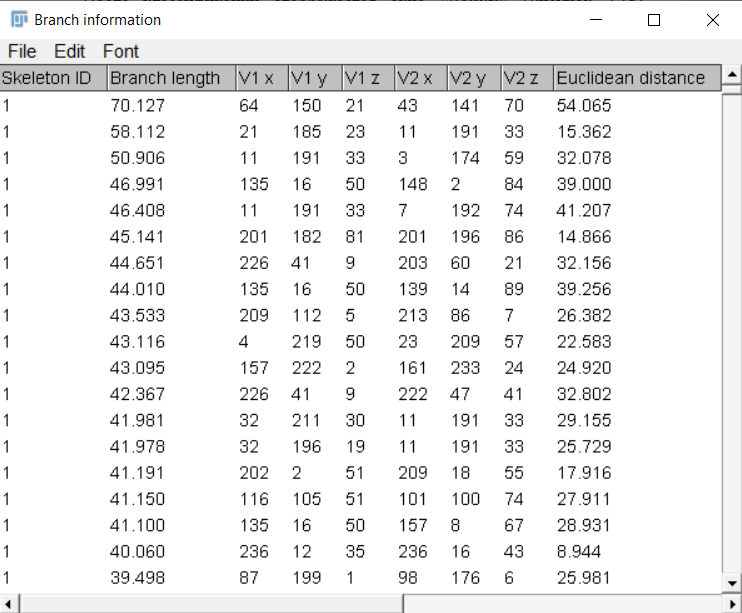 Branch information
File Edit Font
Skeleton ID Branch length V1 x V1 y V1 z V2 x V2 y V2 z Euclidean distance
1 70.127 64 150 21 43 141 70 54.065
1 58.112 21 185 23 11 191 33 15.362
1 50.906 11 191 33 3 174 59 32.078
1 46.991 135 16 50 148 2 84 39.000
1 46.408 11 191 33 7 192 74 41.207
1 45.141 201 182 81 201 196 86 14.866
1 44.651 226 41 9 203 60 21 32.156
1 44.010 135 16 50 139 14 89 39.256
1 43.533 209 112 5 213 86 7 26.382
1 43.116 4 219 50 23 209 57 22.583
1 43.095 157 222 2 161 233 24 24.920
1 42.367 226 41 9 222 47 41 32.802
1 41.981 32 211 30 11 191 33 29.155
1 41.978 32 196 19 11 191 33 25.729
1 41.191 202 2 51 209 18 55 17.916
1 41.150 116 105 51 101 100 74 27.911
1 41.100 135 16 50 157 8 67 28.931
1 40.060 236 12 35 236 16 43 8.944
1 39.498 87 199 1 98 176 6 25.981